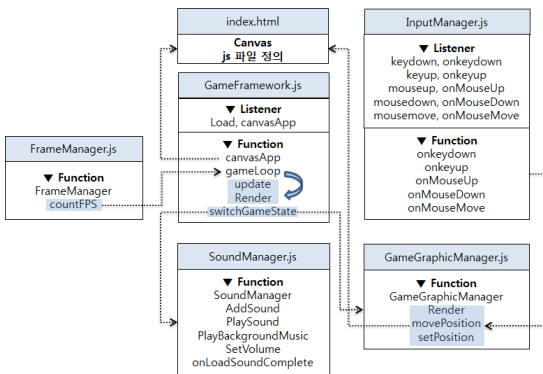 index.html
Canvas
js 파일 정의
InputManager.js
▼ Listener
keydown, onkeydown
keyup, onkeyup
mouseup, onMouseUp
mousedown, onMouseDown
mousemove, onMouseMove
▼ Function
onkeydown
onkeyup
onMouseUp
onMouseDown
onMouseMove
GameFramework.js
▼ Listener
Load, canvasApp
▼ Function
canvasApp
gameLoop
update
Render
switchGameState
FrameManager.js
▼ Function
FrameManager
countFPS
SoundManager.js
▼ Function
SoundManager
AddSound
PlaySound
PlayBackgroundMusic
SetVolume
onLoadSoundComplete
GameGraphicManager.js
▼ Function
GameGraphicManager
Render
movePosition
setPosition